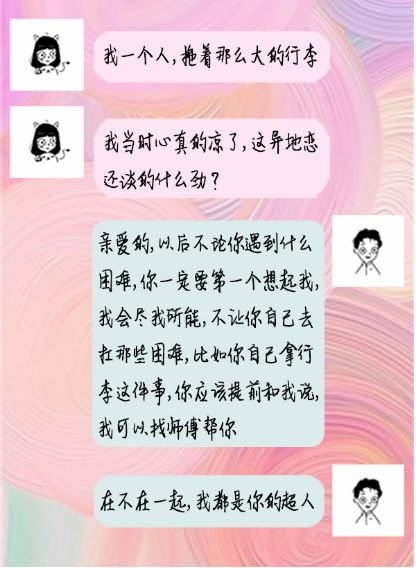 我一个人,拖着那么大的行李
我当时心真的凉了,这异地恋
还谈的什么劲?
亲爱的,以后不论你遇到什么
困难,你一定要第一个想起我,
我会尽我所能,不让你自己去
扛那些困难,比如你自己拿行
李这件事,你应该提前和我说,
我可以找师傅帮你
在不在一起,我都是你的超人